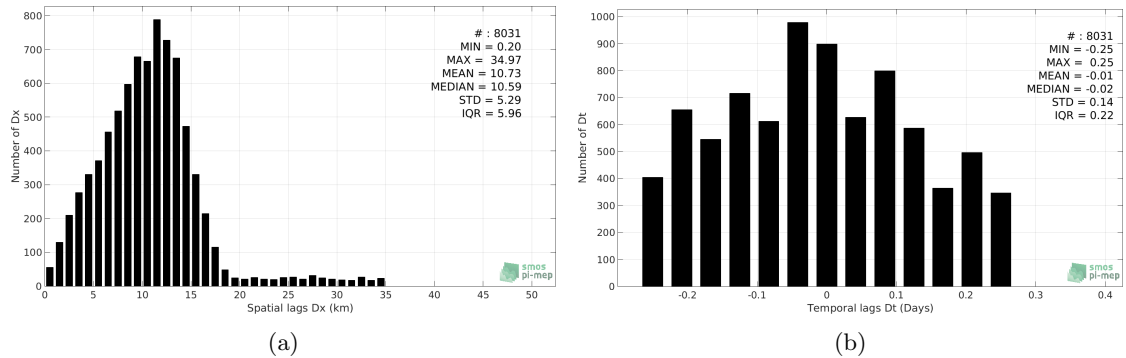 800
700
600
500
400
300
200
100
0
Number of Dx
# : 8031
MIN = 0.20
MAX = 34.97
MEAN = 10.73
MEDIAN = 10.59
STD = 5.29
IQR = 5.96
smos
pi-mep
0 5 10 15 20 25 30 35 40 45 50
Spatial lags Dx (km)
(a)
1000
900
800
700
600
500
400
300
200
100
0
Number of Dt
# : 8031
MIN = -0.25
MAX = 0.25
MEAN = -0.01
MEDIAN = -0.02
STD = 0.14
IQR = 0.22
smos
pi-mep
-0.2 -0.1 0 0.1 0.2 0.3 0.4
Temporal lags Dt (Days)
(b)